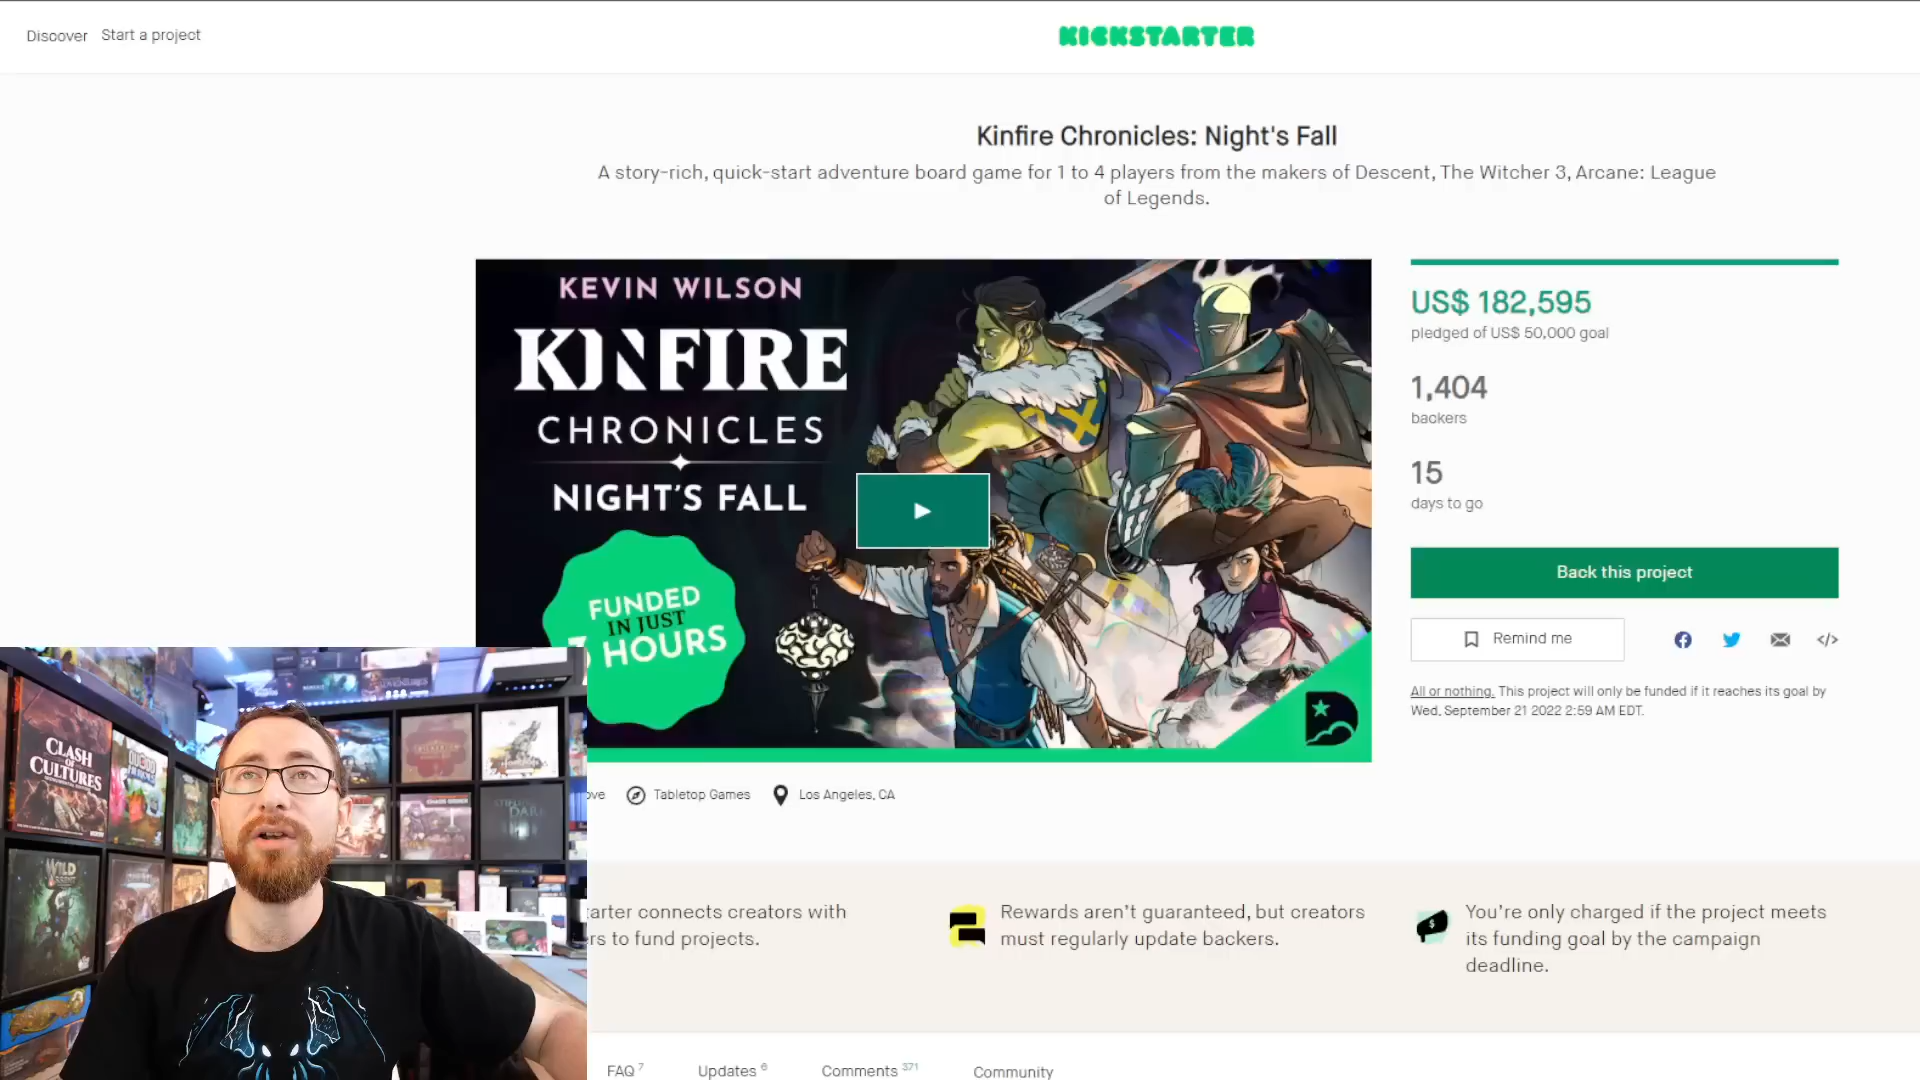 Discover Start a project
KICKSTARTER
Kinfire Chronicles: Night's Fall
A story-rich, quick-start adventure board game for 1 to 4 players from the makers of Descent, The Witcher 3, Arcane: League
of Legends.
KEVIN WILSON
KINFIRE
CHRONICLES
NIGHT'S FALL
FUNDED
IN JUST
HOURS
US$ 182,595
pledged of US$ 50,000 goal
1,404
backers
15
days to go
Back this project
Remind me
All or nothing. This project will only be funded if it reaches its goal by
Wed, September 21 2022 2:59 AM EDT.
Tabletop Games
Los Angeles, CA
CLASH
OF
CULTURES
WILD
arter connects creators with
rs to fund projects.
Rewards aren't guaranteed, but creators
must regularly update backers.
You're only charged if the project meets
its funding goal by the campaign
deadline.
FAQ 7
Updates 6
Comments 371
Community